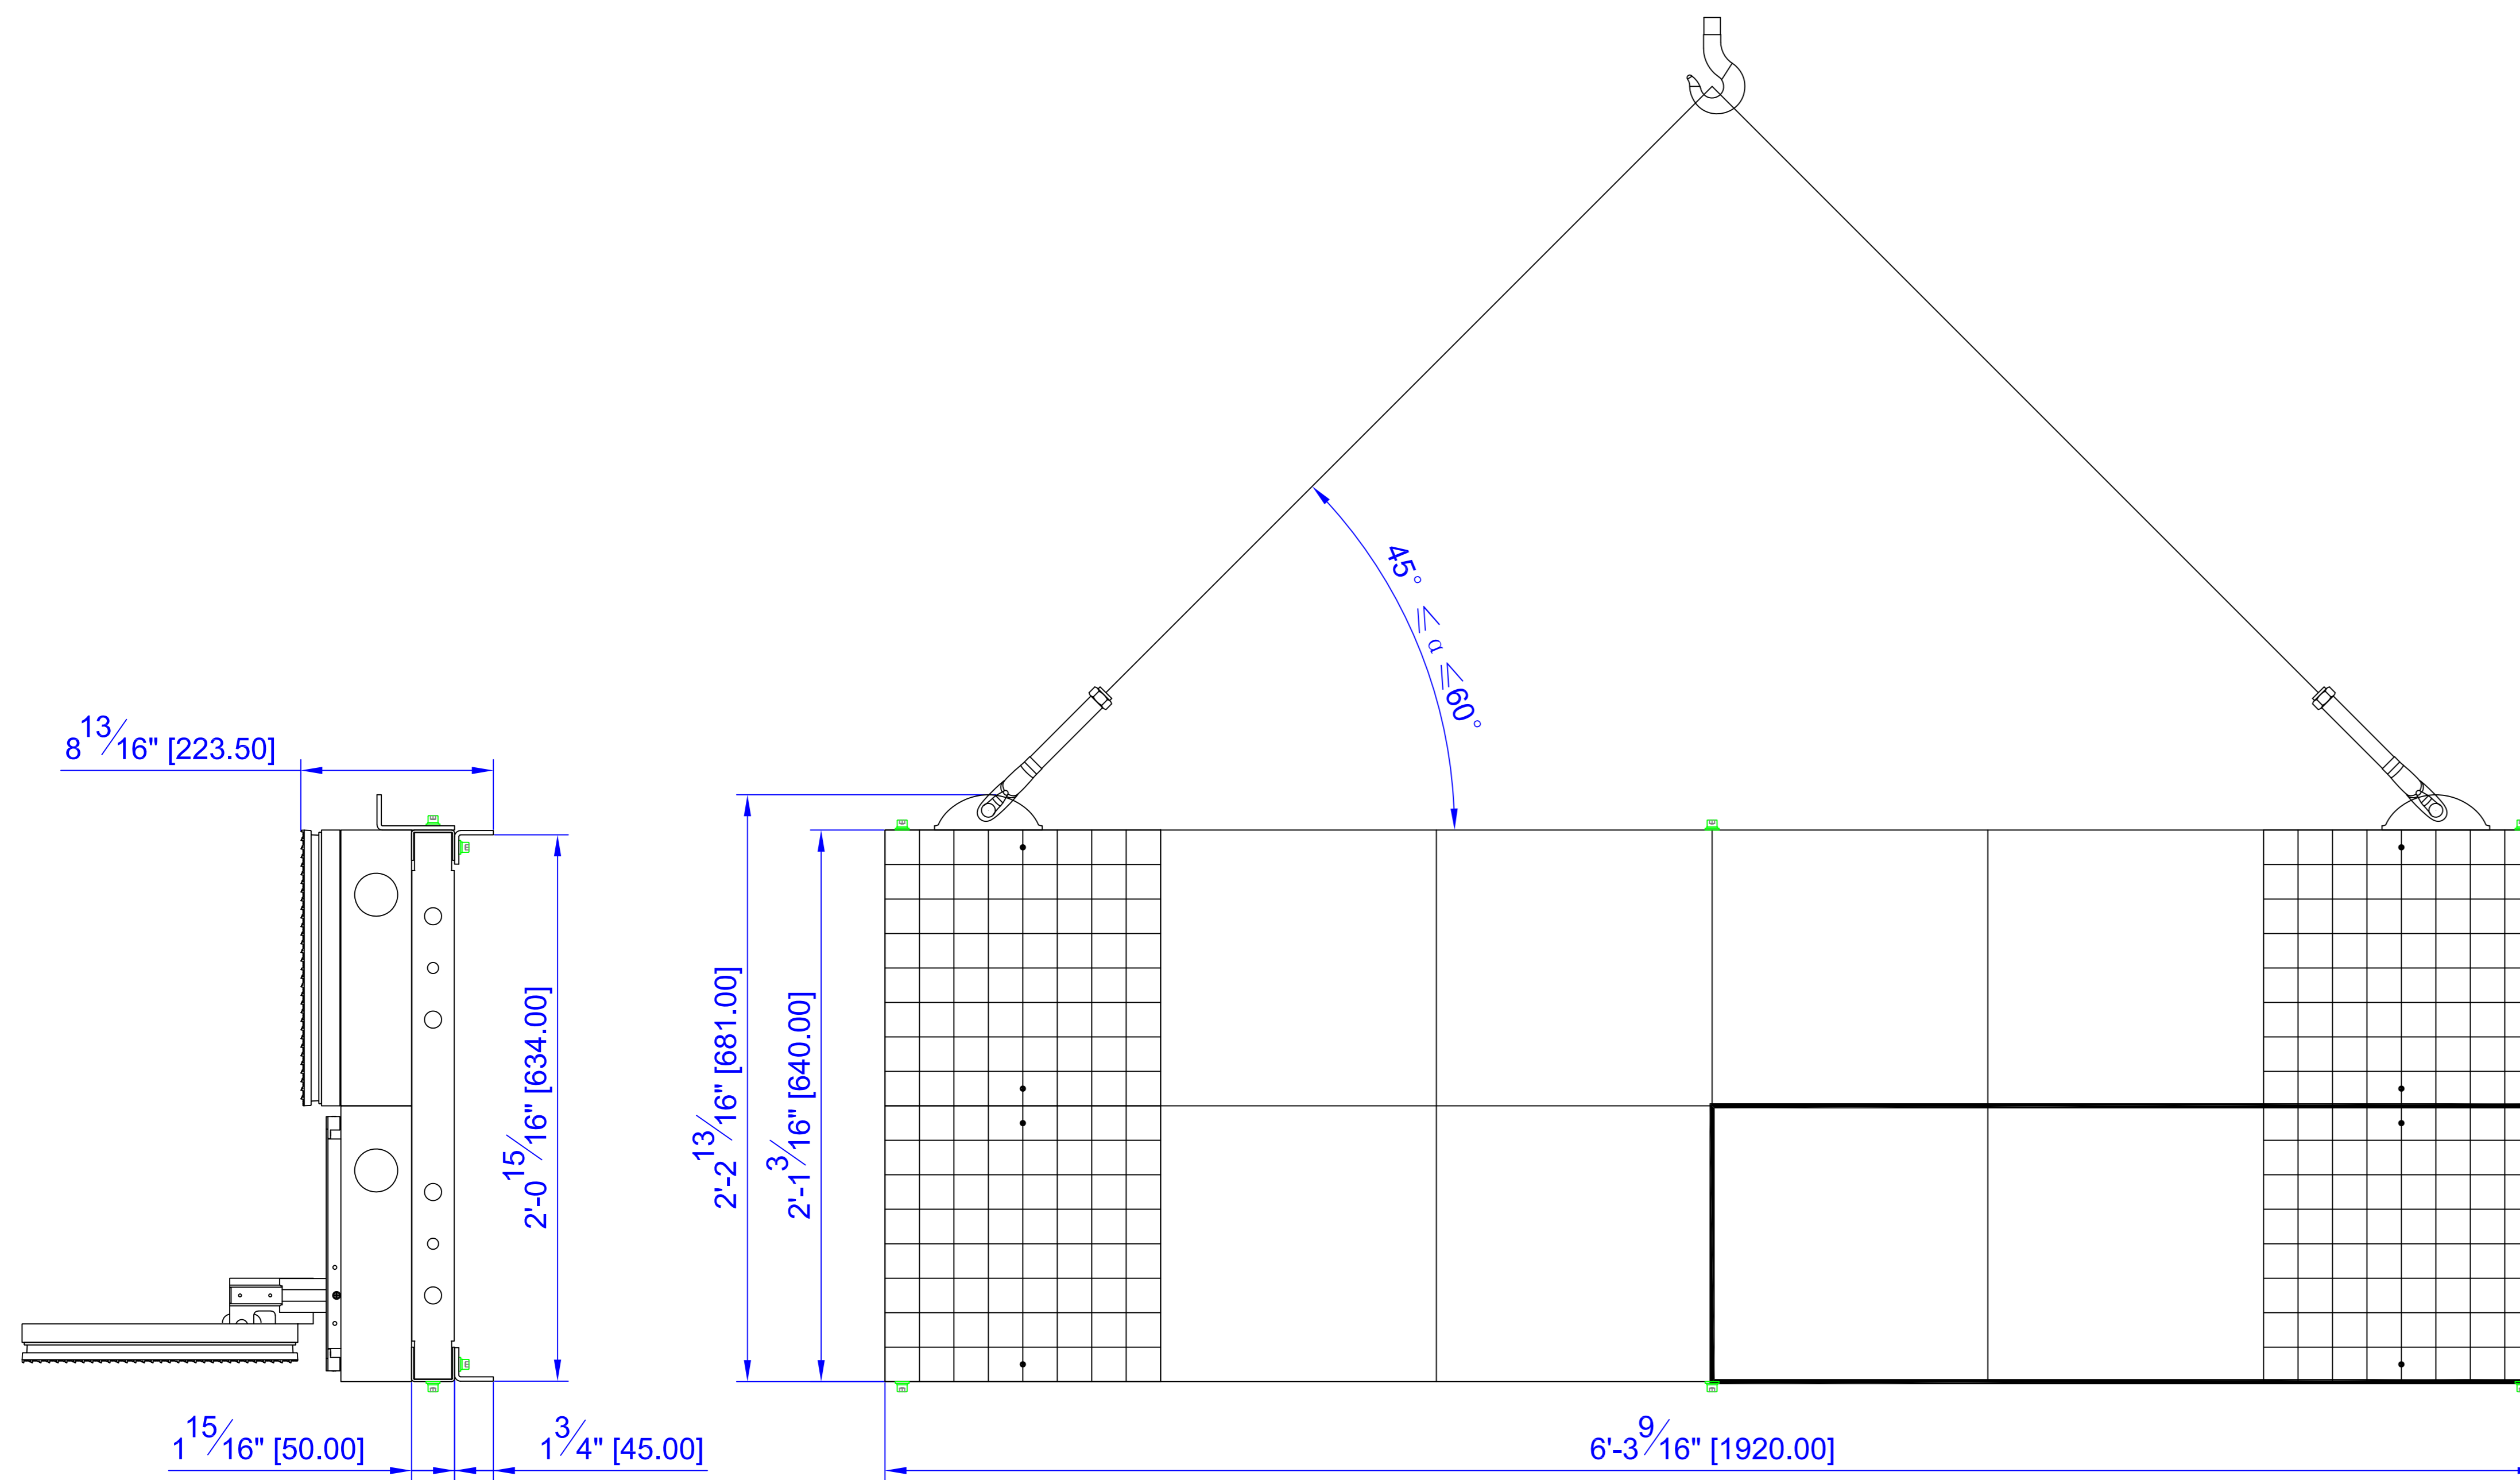 45° ≤ α ≤60°
8 13/16" [223.50]
2'-0 15/16" [634.00]
2'-2 13/16" [681.00]
2'-1 3/16" [640.00]
1 15/16" [50.00]
1 3/4" [45.00]
6'-3 9/16" [1920.00]